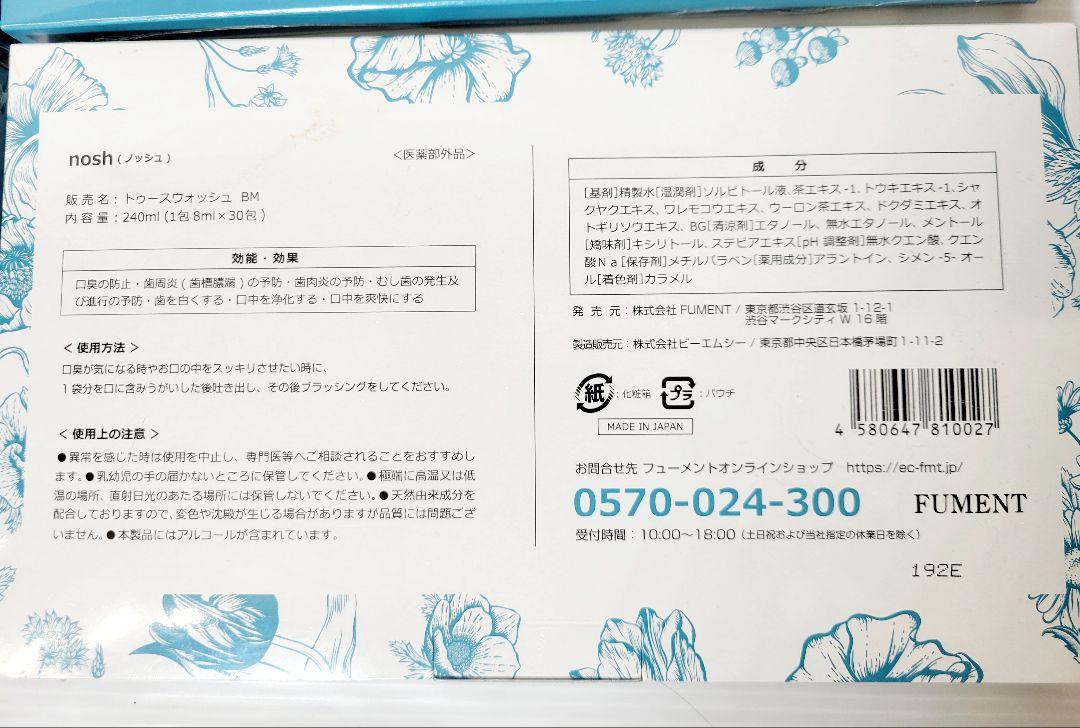 nosh (ノッシュ)
<医薬部外品>
販売名：トゥースウォッシュ BM
内容量：240ml (1包 8ml×30包)
効能・効果
口臭の防止・歯周炎(歯槽膿漏)の予防・歯肉炎の予防・むし歯の発生及
び進行の予防・歯を白くする・口中を浄化する・口中を爽快にする
<使用方法>
口臭が気になる時やお口の中をスッキリさせたい時に、
1袋分を口に含みうがいした後吐き出し、その後ブラッシングをしてください。
<使用上の注意>
●異常を感じた時は使用を中止し、専門医等へご相談されることをおすすめし
ます。●乳幼児の手の届かないところに保管してください。●極端に高温又は低
温の場所、直射日光のあたる場所には保管しないでください。●天然由来成分を
配合しておりますので、変色や沈殿が生じる場合がありますが品質には問題ござ
いません。●本製品にはアルコールが含まれています。
成分
[基剤]精製水[湿潤剤]ソルビトール液、茶エキス-1、トウキエキス-1、シャ
クヤクエキス、ワレモコウエキス、ウーロン茶エキス、ドクダミエキス、オ
トギリソウエキス、BG[清涼剤]エタノール、無水エタノール、メントール
[矯味剤]キシリトール、ステビアエキス[pH調整剤]無水クエン酸、クエン
酸Na[保存剤]メチルパラベン[薬用成分]アラントイン、シメン-5-オー
ル[着色剤]カラメル
発売元：株式会社 FUMENT / 東京都渋谷区道玄坂 1-12-1
渋谷マークシティ W 16階
製造販売元：株式会社ビーエムシー / 東京都中央区日本橋茅場町1-11-2
紙：化粧箱 プラ：パウチ
MADE IN JAPAN
4 580647 810027
お問合せ先 フューメントオンラインショップ https://ec-fmt.jp/
0570-024-300 FUMENT
受付時間：10:00～18:00 (土日祝および当社指定の休業日を除く)
192E